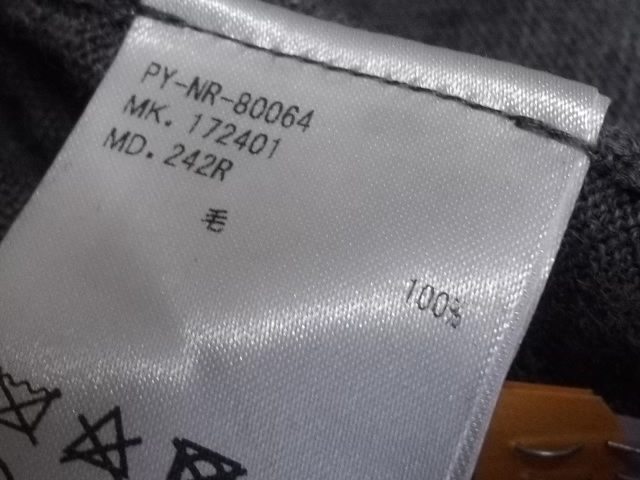 PY-NR-80064
MK. 172401
MD. 242R
毛
100%